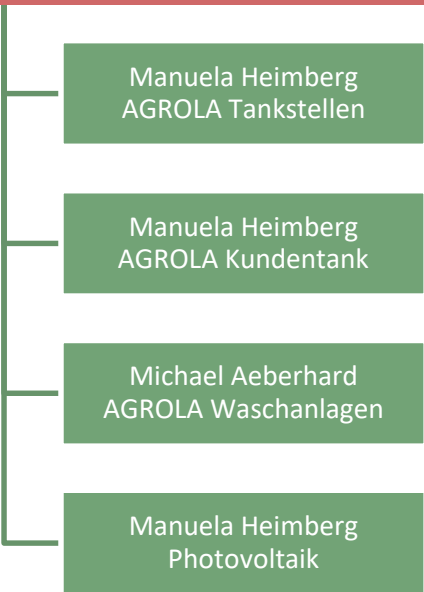 Manuela Heimberg
AGROLA Tankstellen
Manuela Heimberg
AGROLA Kundentank
Michael Aeberhard
AGROLA Waschanlagen
Manuela Heimberg
Photovoltaik